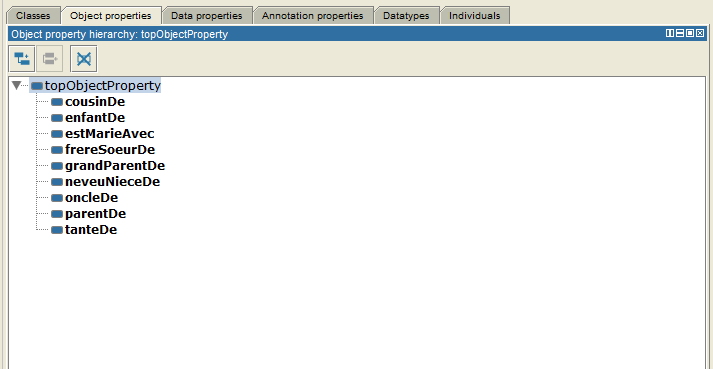 Classes Object properties Data properties Annotation properties Datatypes Individuals
Object property hierarchy: topObjectProperty
topObjectProperty
cousinDe
enfantDe
estMarieAvec
frereSoeurDe
grandParentDe
neveuNieceDe
oncleDe
parentDe
tanteDe